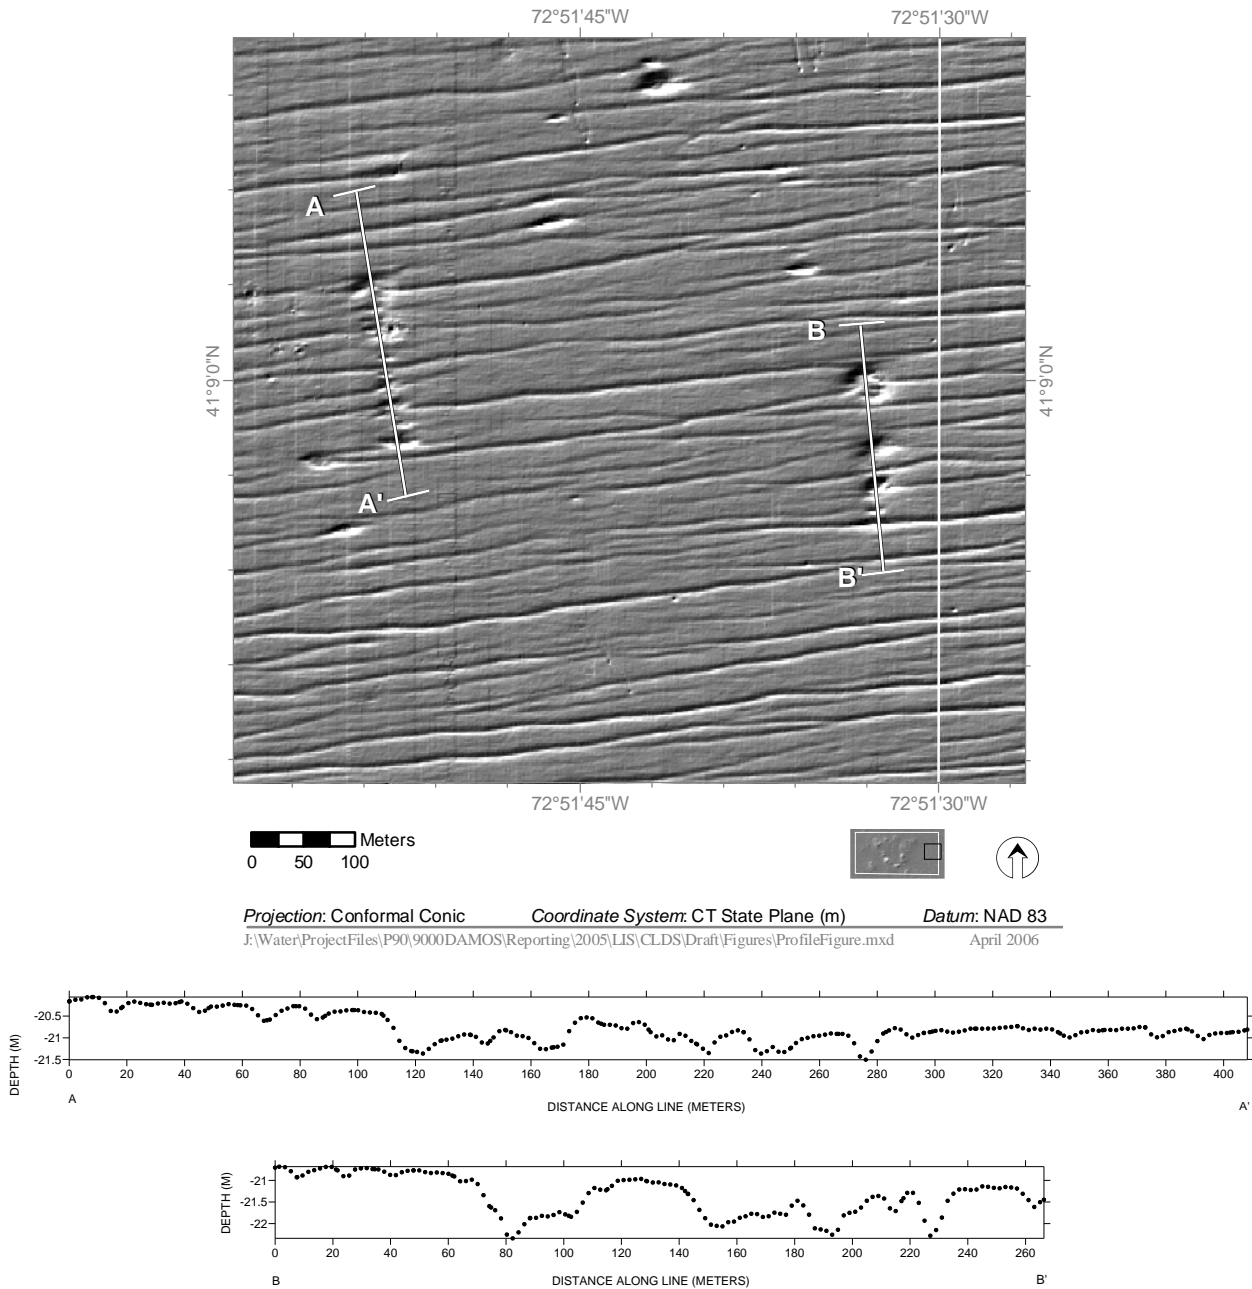 72°51'45"W 72°51'30"W
A
B
41°9'0"N 41°9'0"N
A'
B'
72°51'45"W 72°51'30"W
Meters
0 50 100
Projection: Conformal Conic Coordinate System: CT State Plane (m) Datum: NAD 83
J:\Water\ProjectFiles\P90\9000DAMOS\Reporting\2005\LIS\CLDS\Draft\Figures\ProfileFigure.mxd April 2006
DEPTH (M)
-20.5
-21
-21.5
0 20 40 60 80 100 120 140 160 180 200 220 240 260 280 300 320 340 360 380 400
A DISTANCE ALONG LINE (METERS) A'
DEPTH (M)
-21
-21.5
-22
0 20 40 60 80 100 120 140 160 180 200 220 240 260
B DISTANCE ALONG LINE (METERS) B'